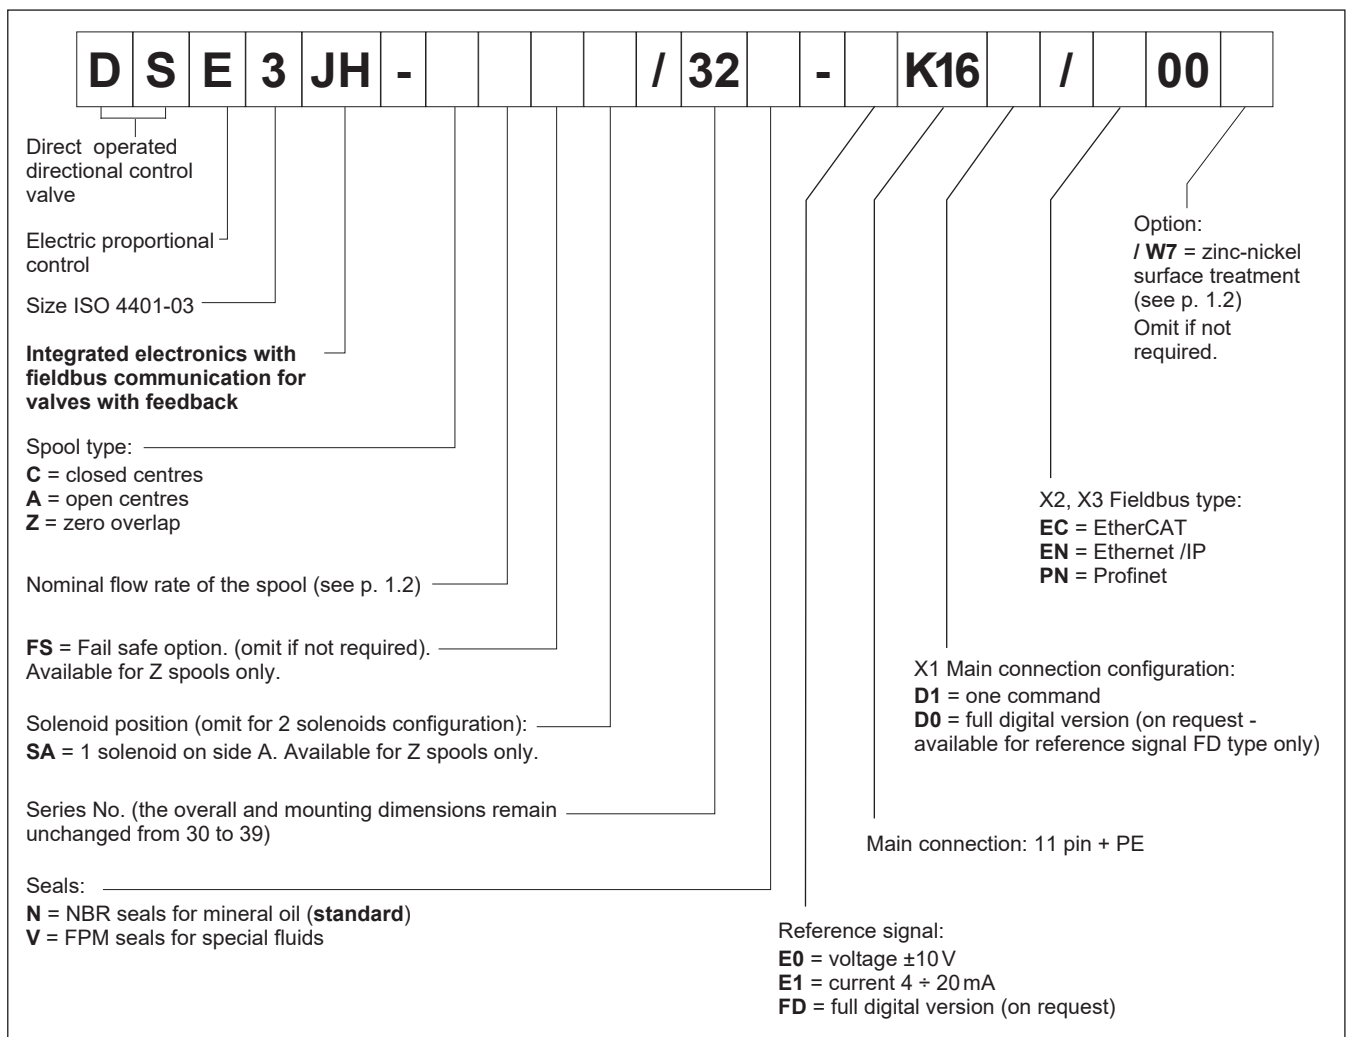 D S E 3 JH - / 32 - K16 / 00
Direct operated
directional control
valve
Electric proportional
control
Size ISO 4401-03
Integrated electronics with
fieldbus communication for
valves with feedback
Spool type:
C = closed centres
A = open centres
Z = zero overlap
Nominal flow rate of the spool (see p. 1.2)
FS = Fail safe option. (omit if not required).
Available for Z spools only.
Solenoid position (omit for 2 solenoids configuration):
SA = 1 solenoid on side A. Available for Z spools only.
Series No. (the overall and mounting dimensions remain
unchanged from 30 to 39)
Seals:
N = NBR seals for mineral oil (standard)
V = FPM seals for special fluids
Option:
/ W7 = zinc-nickel
surface treatment
(see p. 1.2)
Omit if not
required.
X2, X3 Fieldbus type:
EC = EtherCAT
EN = Ethernet /IP
PN = Profinet
X1 Main connection configuration:
D1 = one command
D0 = full digital version (on request -
available for reference signal FD type only)
Main connection: 11 pin + PE
Reference signal:
E0 = voltage ±10 V
E1 = current 4 ÷ 20 mA
FD = full digital version (on request)